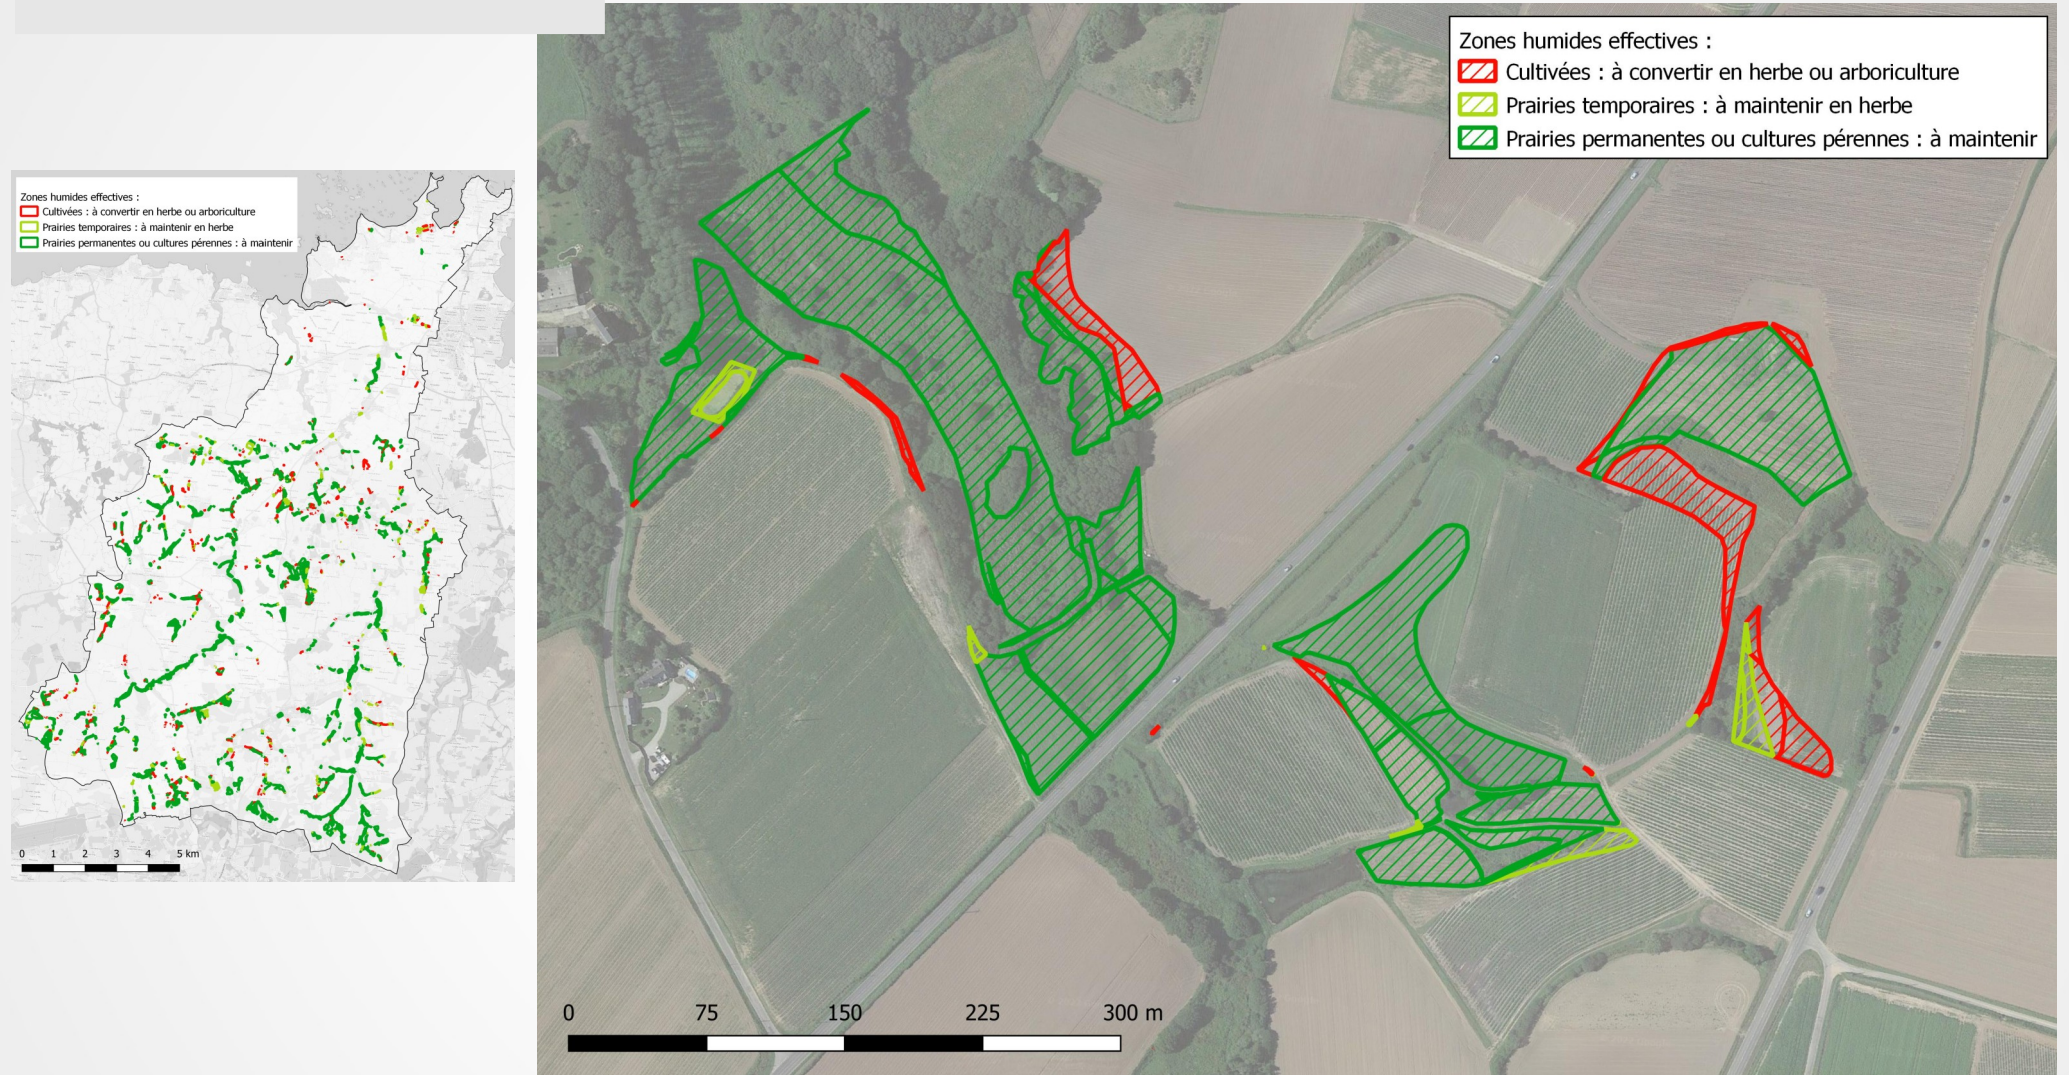 Zones humides effectives :
Cultivées : à convertir en herbe ou arboriculture
Prairies temporaires : à maintenir en herbe
Prairies permanentes ou cultures pérennes : à maintenir
0 1 2 3 4 5 km
Zones humides effectives :
Cultivées : à convertir en herbe ou arboriculture
Prairies temporaires : à maintenir en herbe
Prairies permanentes ou cultures pérennes : à maintenir
0 75 150 225 300 m